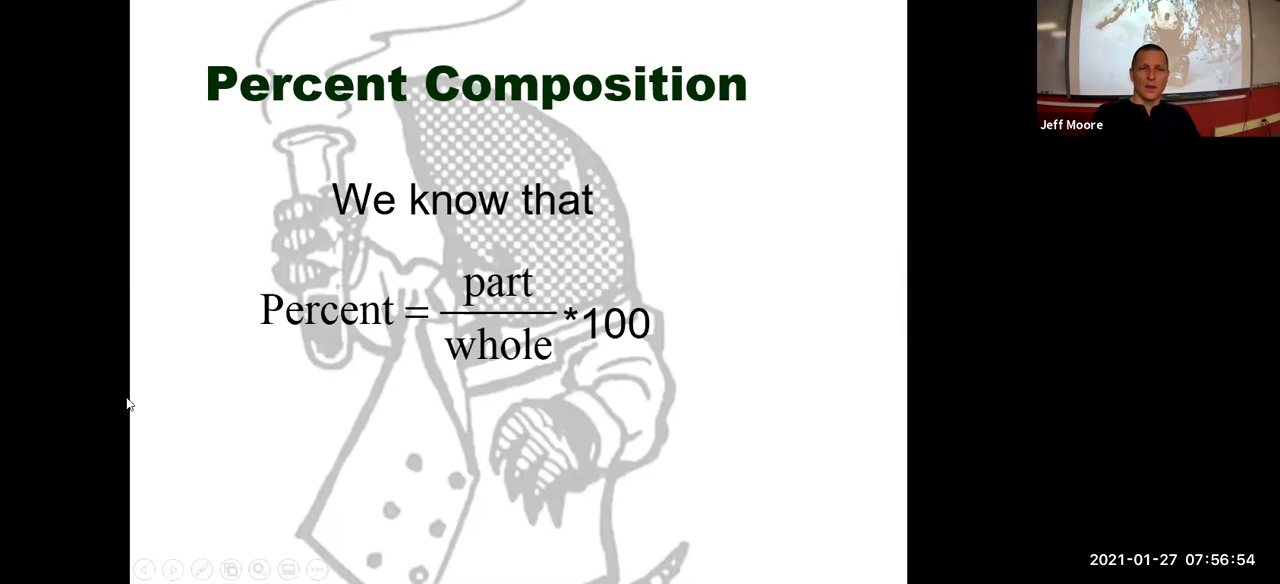 Percent Composition
We know that
Percent = part / whole *100
Jeff Moore
2021-01-27 07:56:54